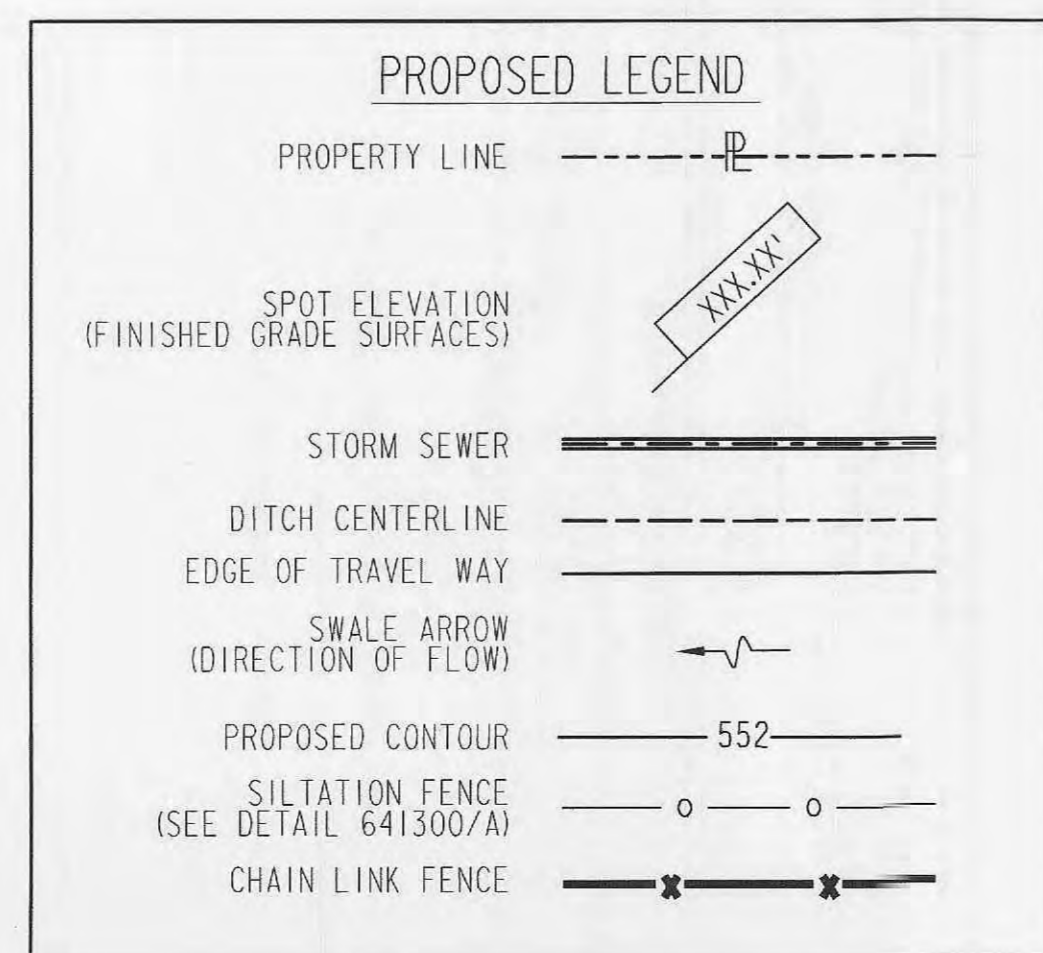 PROPOSED LEGEND
PROPERTY LINE
PL
SPOT ELEVATION
(FINISHED GRADE SURFACES)
XXX.XX'
STORM SEWER
DITCH CENTERLINE
EDGE OF TRAVEL WAY
SWALE ARROW
(DIRECTION OF FLOW)
PROPOSED CONTOUR
552
SILTATION FENCE
(SEE DETAIL 641300/A)
CHAIN LINK FENCE